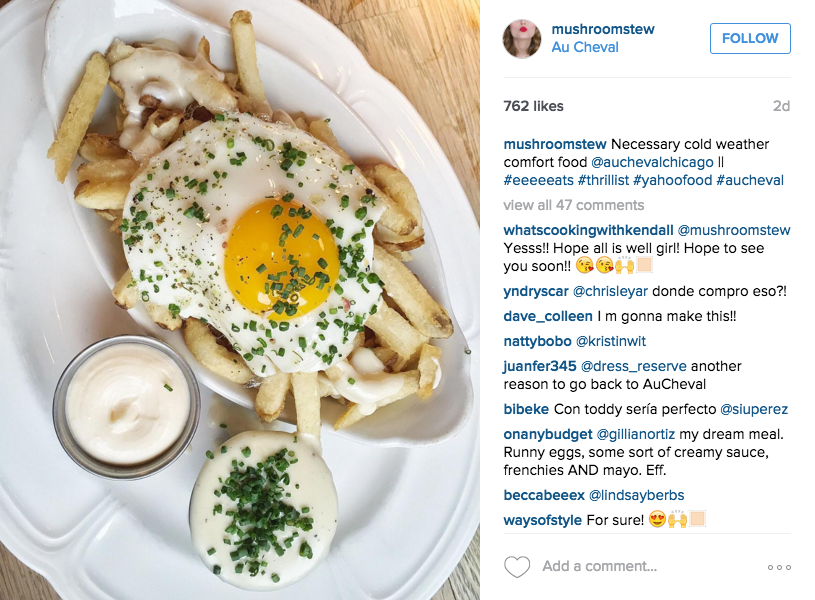 mushroomstew
Au Cheval
FOLLOW
762 likes
2d
mushroomstew Necessary cold weather
comfort food @auchevalchicago ||
#eeeeeats #thrillist #yahoofood #aucheval
view all 47 comments
whatscookingwithkendall @mushroomstew
Yesss!! Hope all is well girl! Hope to see
you soon!! 😘😘🙌🏻
yndryscar @chrisleyar donde compro eso?!
dave_colleen I m gonna make this!!
nattybobo @kristinwit
juanfer345 @dress_reserve another
reason to go back to AuCheval
bibeke Con toddy sería perfecto @siuperez
onanybudget @gillianortiz my dream meal.
Runny eggs, some sort of creamy sauce,
frenchies AND mayo. Eff.
beccabeeex @lindsayberbs
waysofstyle For sure! 😍🙌🏻
Add a comment...